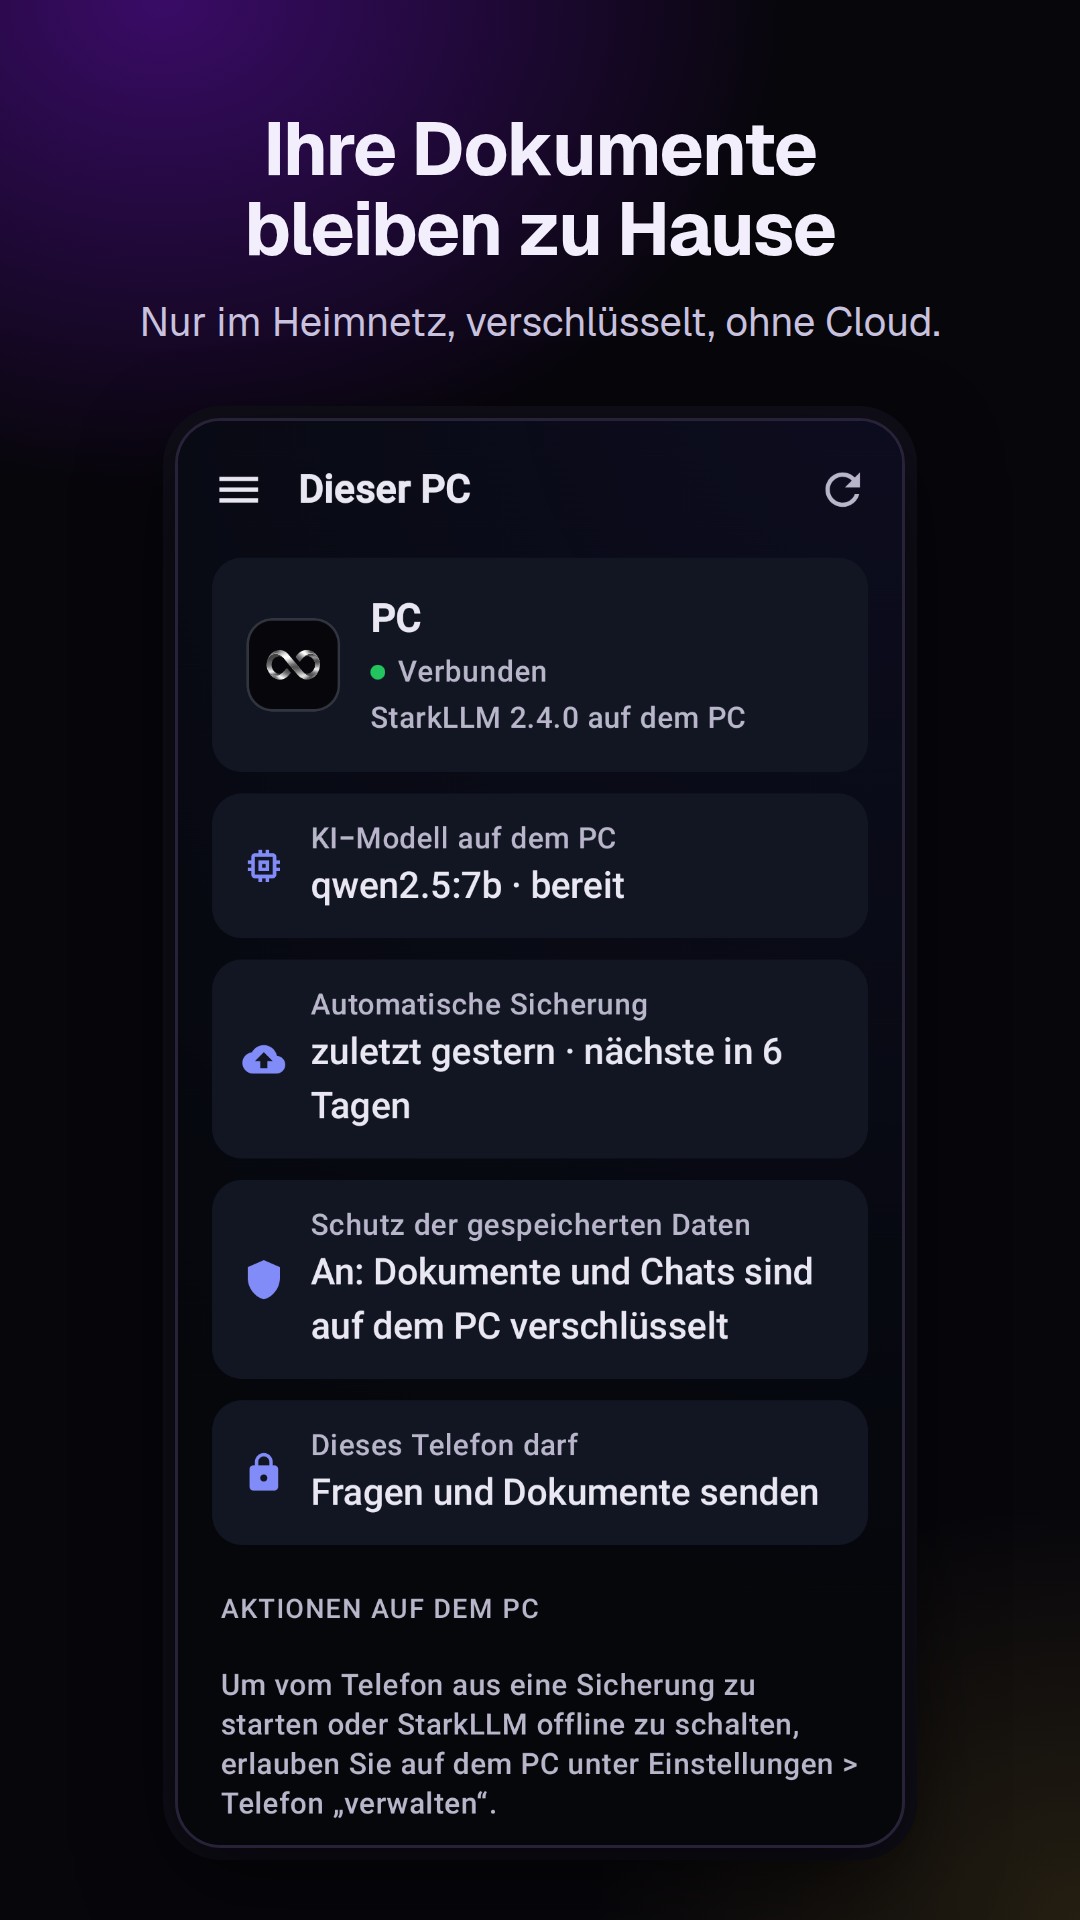 Ihre Dokumente
bleiben zu Hause
Nur im Heimnetz, verschlüsselt, ohne Cloud.
Dieser PC
PC
Verbunden
StarkLLM 2.4.0 auf dem PC
KI-Modell auf dem PC
qwen2.5:7b · bereit
Automatische Sicherung
zuletzt gestern · nächste in 6
Tagen
Schutz der gespeicherten Daten
An: Dokumente und Chats sind
auf dem PC verschlüsselt
Dieses Telefon darf
Fragen und Dokumente senden
AKTIONEN AUF DEM PC
Um vom Telefon aus eine Sicherung zu
starten oder StarkLLM offline zu schalten,
erlauben Sie auf dem PC unter Einstellungen >
Telefon „verwalten“.